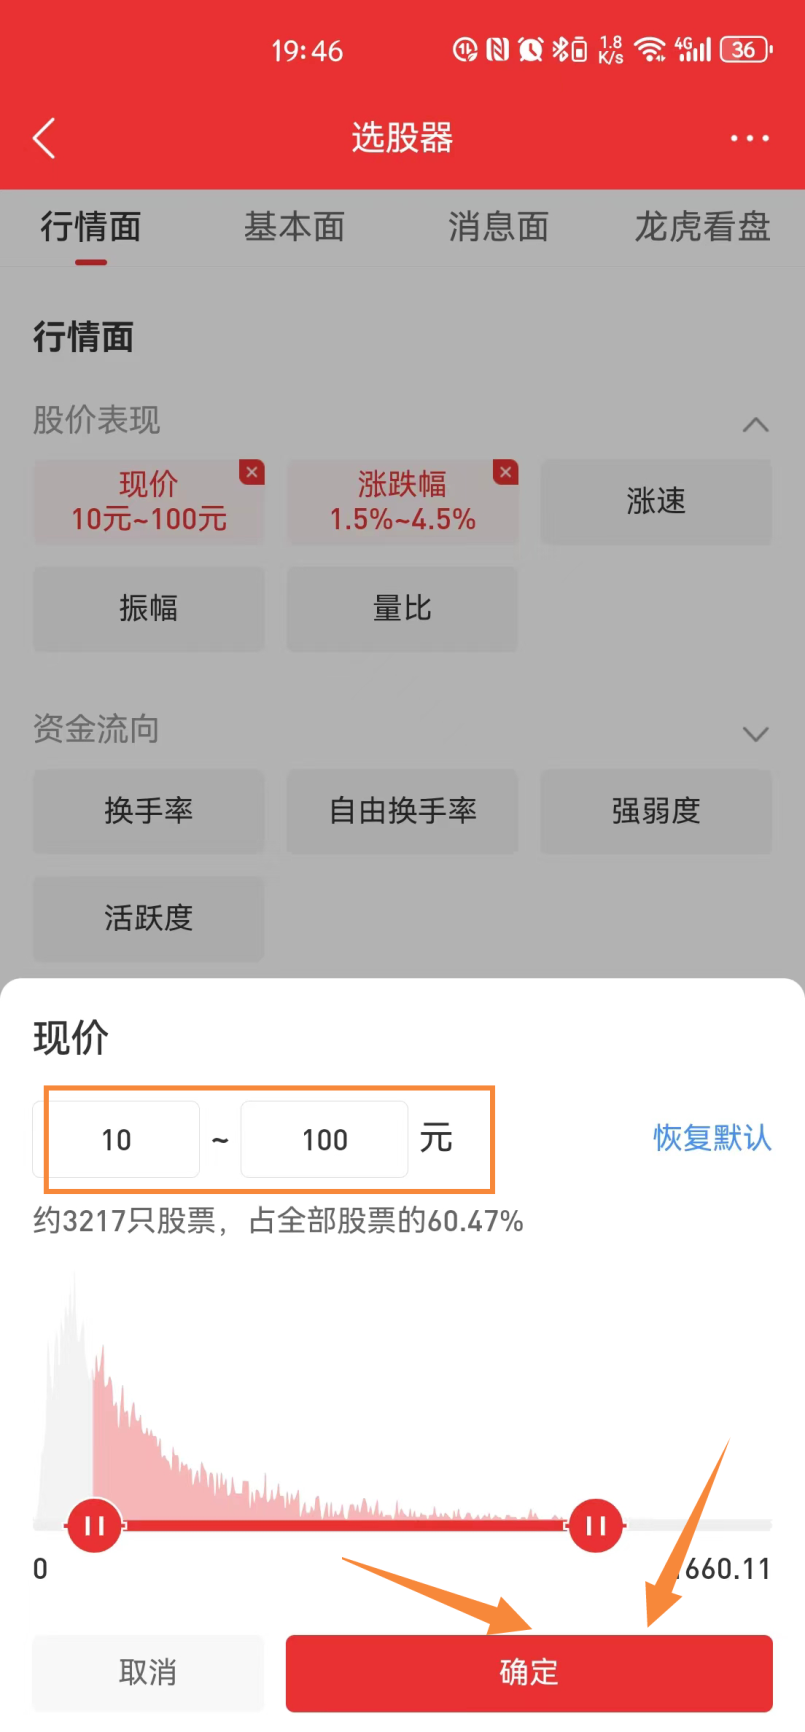 19:46
1.8
K/s
4G
36
选股器
行情面 基本面 消息面 龙虎看盘
行情面
股价表现
现价 涨跌幅 涨速
10元~100元 1.5%~4.5%
振幅 量比
资金流向
换手率 自由换手率 强弱度
活跃度
现价
10 ~ 100 元 恢复默认
约3217只股票，占全部股票的60.47%
0 660.11
取消 确定